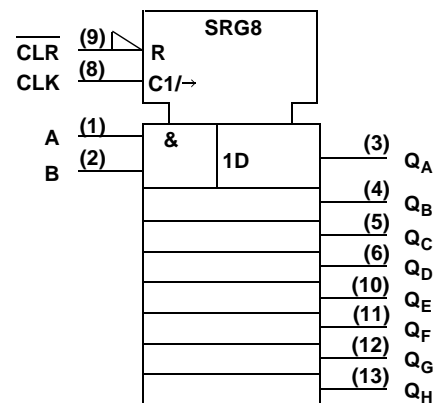 SRG8
CLR (9) R
CLK (8) C1/→
A (1) &
B (2) 1D
(3) QA
(4) QB
(5) QC
(6) QD
(10) QE
(11) QF
(12) QG
(13) QH